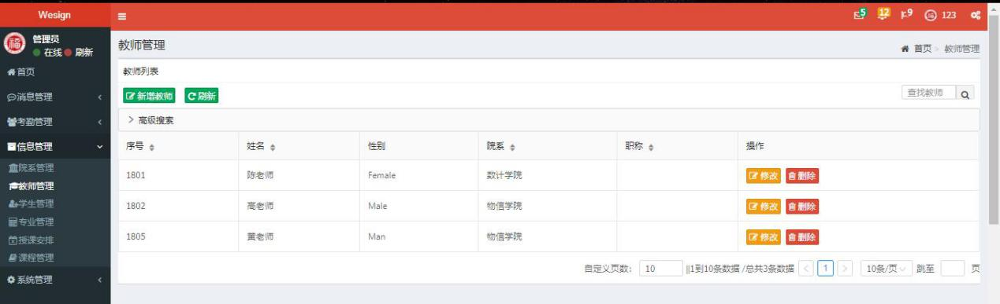 Wesign
5 12 9 123
管理员
在线 刷新
首页
消息管理
考勤管理
信息管理
院系管理
教师管理
学生管理
专业管理
授课安排
课程管理
系统管理
教师管理
首页 > 教师管理
教师列表
新增教师 刷新 查找教师
> 高级搜索
序号 姓名 性别 院系 职称 操作
1801 陈老师 Female 数计学院 修改 删除
1802 高老师 Male 物信学院 修改 删除
1805 董老师 Man 物信学院 修改 删除
自定义页数: 10 ||1到10条数据 /总共3条数据 < 1 > 10条/页 跳至 页